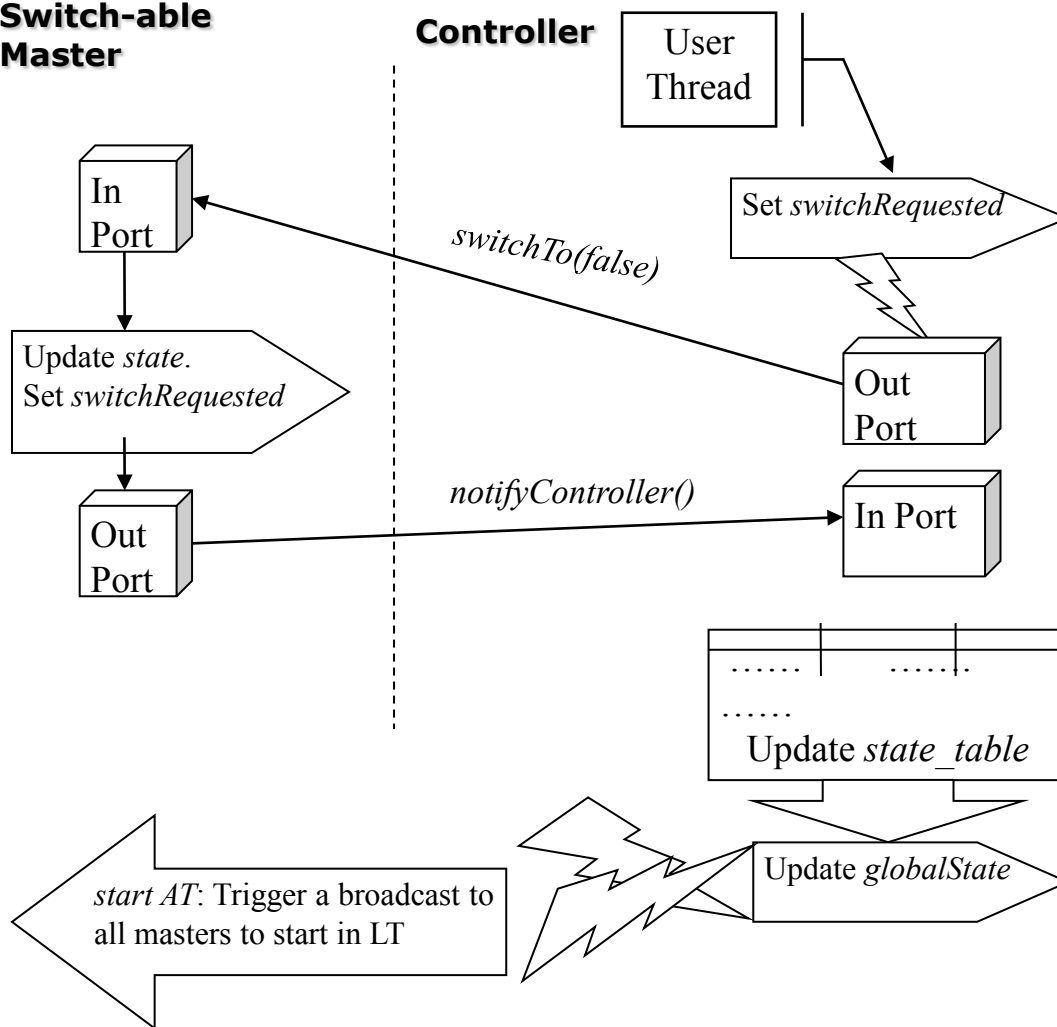 Switch-able
Master
Controller
User
Thread
In
Port
Set switchRequested
switchTo(false)
Update state.
Set switchRequested
Out
Port
notifyController()
In Port
Out
Port
...... .......
......
Update state_table
Update globalState
start AT: Trigger a broadcast to
all masters to start in LT